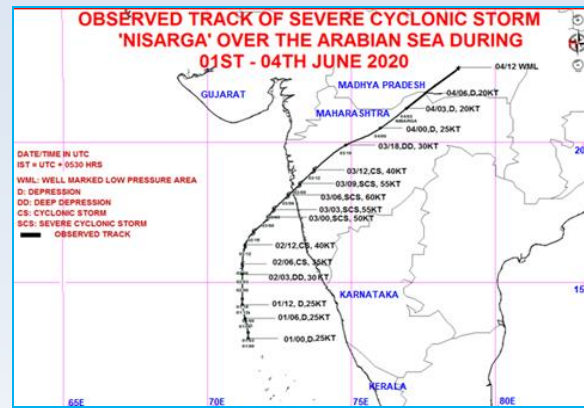 OBSERVED TRACK OF SEVERE CYCLONIC STORM
'NISARGA' OVER THE ARABIAN SEA DURING
01ST - 04TH JUNE 2020
04/12 WML
MADHYA PRADESH
GUJARAT
04/06,D,20KT
04/03,D, 20KT
MAHARASHTRA
NISARGA
04/00,D, 25KT
20
03/18,DD, 30KT
DATE/TIME IN UTC
IST = UTC + 0530 HRS
WML: WELL MARKED LOW PRESSURE AREA
D: DEPRESSION
DD: DEEP DEPRESSION
CS: CYCLONIC STORM
SCS: SEVERE CYCLONIC STORM
OBSERVED TRACK
03/12,CS, 40KT
03/09,SCS, 55KT
03/06,SCS, 60KT
03/03,SCS,55KT
03/00,SCS, 50KT
02/12,CS, 40KT
02/06,CS, 35KT
02/03,DD, 30KT
15
KARNATAKA
01/12, D,25KT
01/06,D,25KT
01/00,D,25KT
KERALA
65E
70E
75E
80E